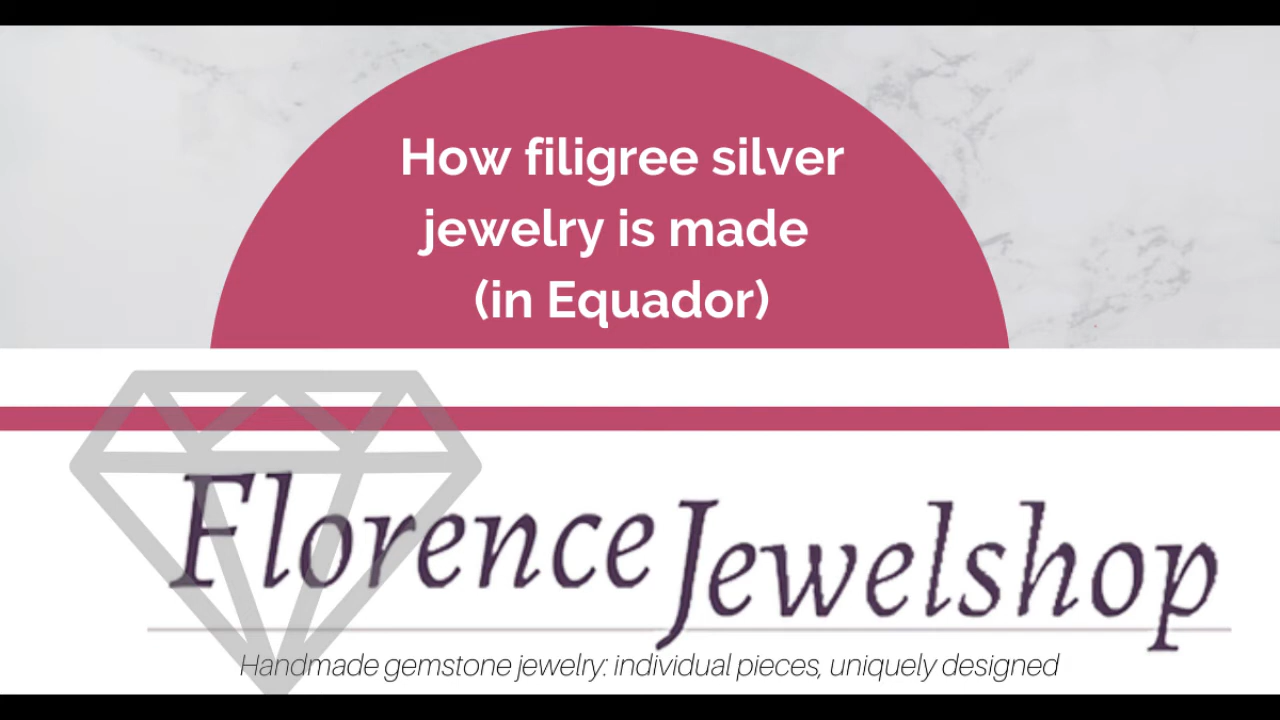 How filigree silver
jewelry is made
(in Equador)
Florence Jewelshop
Handmade gemstone jewelry: individual pieces, uniquely designed